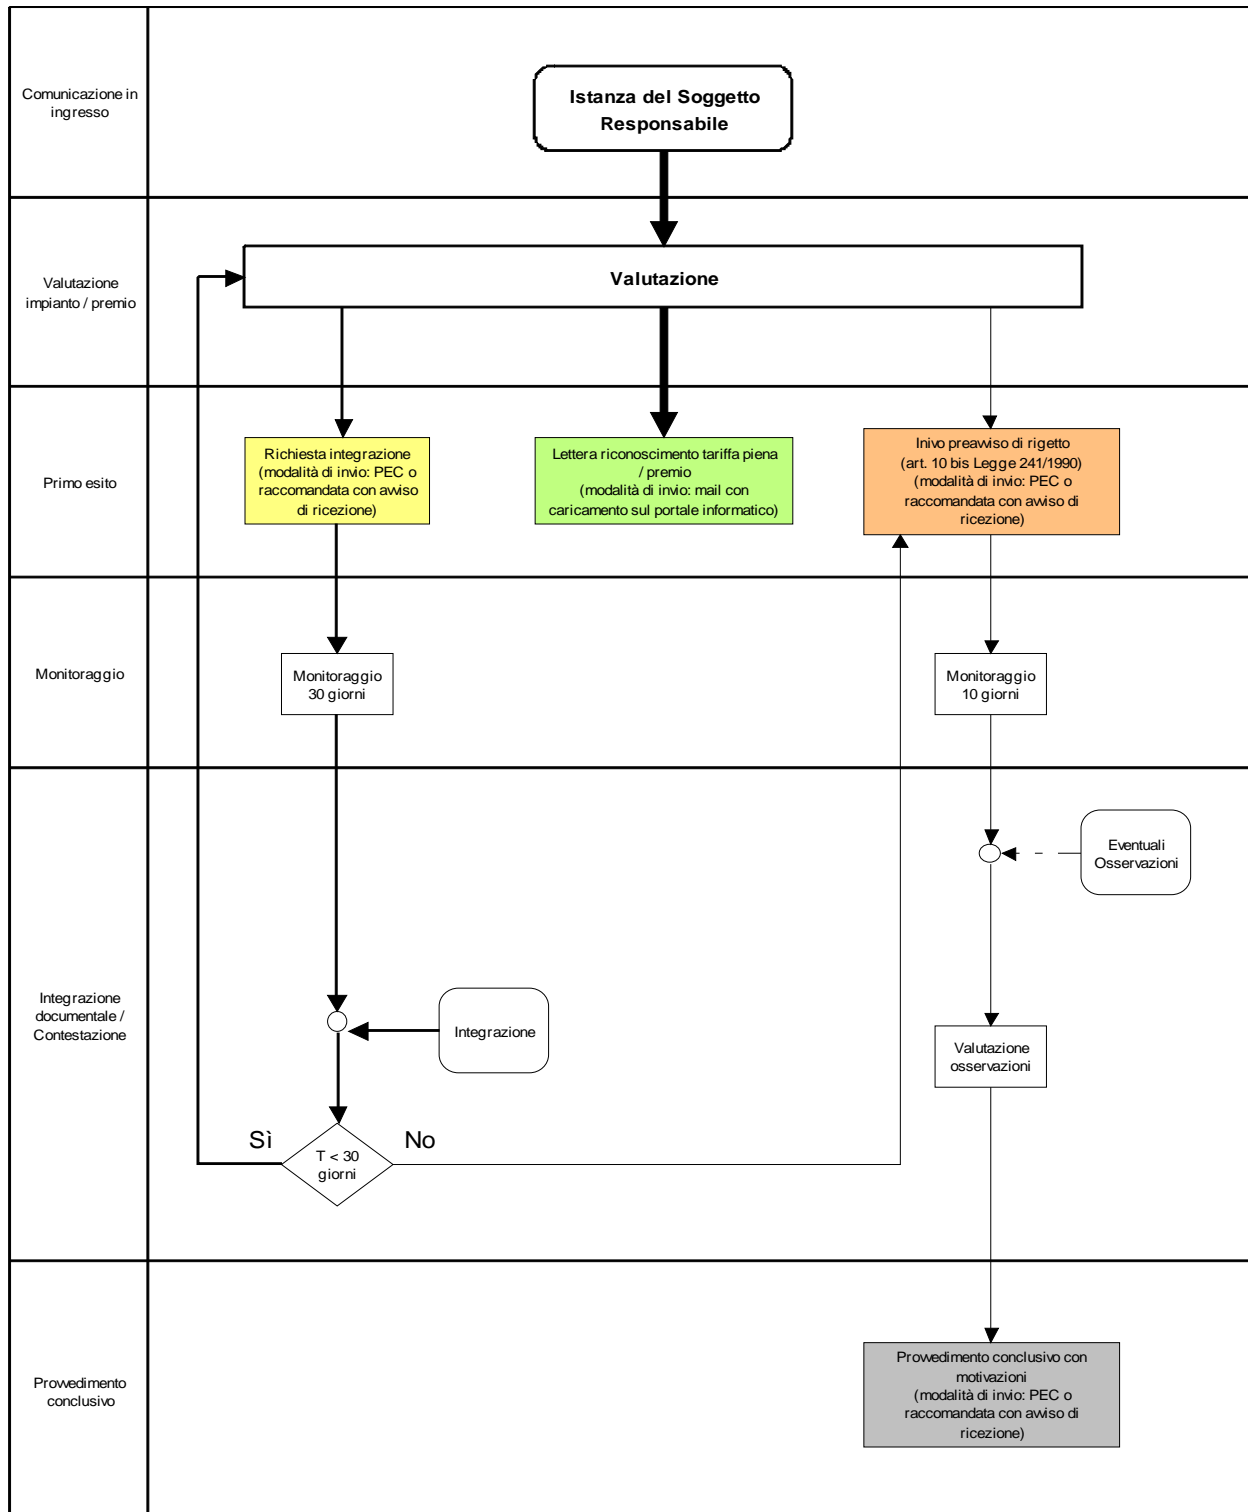 Comunicazione in
ingresso
Istanza del Soggetto
Responsabile
Valutazione
impianto / premio
Valutazione
Primo esito
Richiesta integrazione
(modalità di invio: PEC o
raccomandata con avviso
di ricezione)
Lettera riconoscimento tariffa piena
/ premio
(modalità di invio: mail con
caricamento sul portale informatico)
Inivo preavviso di rigetto
(art. 10 bis Legge 241/1990)
(modalità di invio: PEC o
raccomandata con avviso di
ricezione)
Monitoraggio
Monitoraggio
30 giorni
Monitoraggio
10 giorni
Integrazione
documentale /
Contestazione
Eventuali
Osservazioni
Integrazione
Valutazione
osservazioni
Sì
T < 30
giorni
No
Provvedimento
conclusivo
Provvedimento conclusivo con
motivazioni
(modalità di invio: PEC o
raccomandata con avviso di
ricezione)